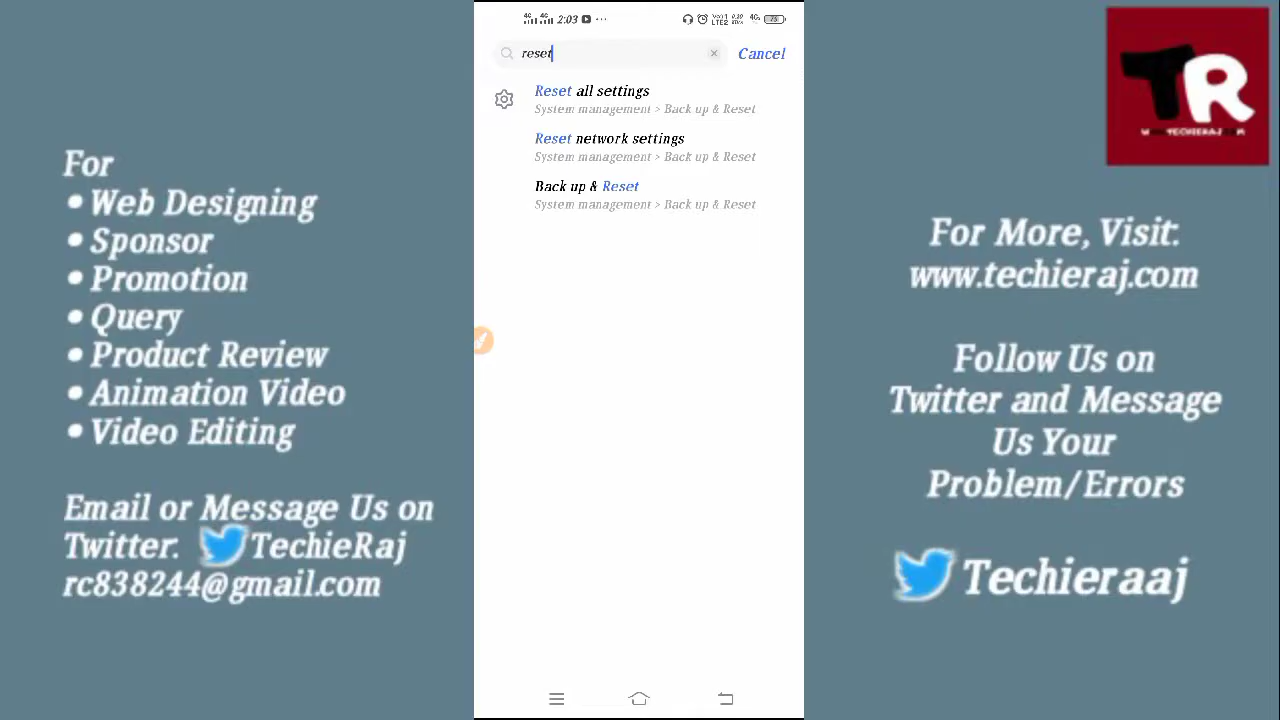 For
• Web Designing
• Sponsor
• Promotion
• Query
• Product Review
• Animation Video
• Video Editing
Email or Message Us on
Twitter. TechieRaj
rc838244@gmail.com
4G 4G 2:03 ...
reset
Cancel
Reset all settings
System management > Back up & Reset
Reset network settings
System management > Back up & Reset
Back up & Reset
System management > Back up & Reset
TR
For More, Visit:
www.techieraj.com
Follow Us on
Twitter and Message
Us Your
Problem/Errors
Techieraaj